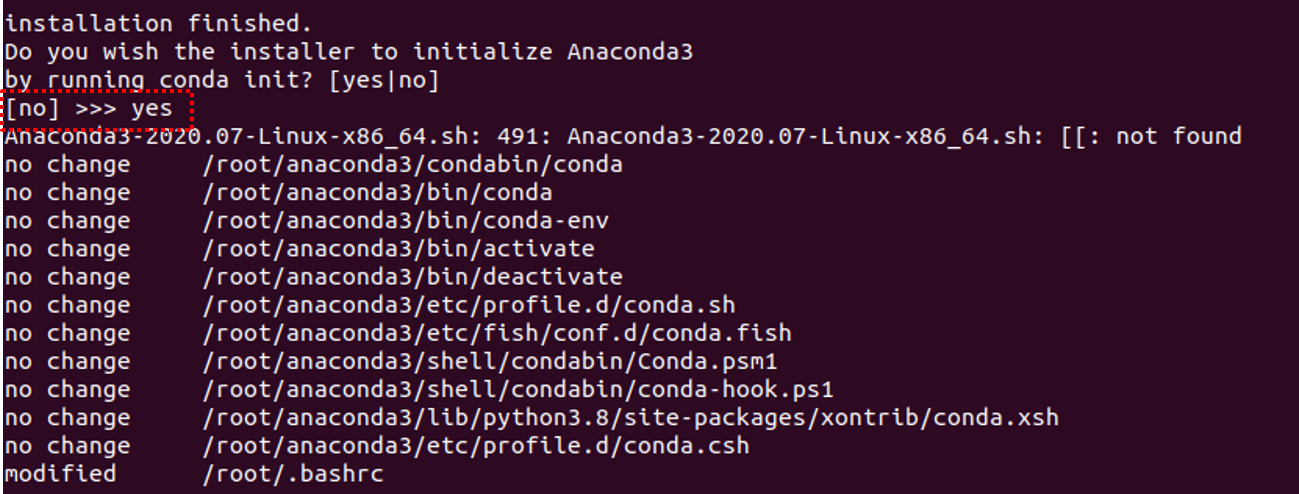 installation finished.
Do you wish the installer to initialize Anaconda3
by running conda init? [yes|no]
[no] >>> yes
Anaconda3-2020.07-Linux-x86_64.sh: 491: Anaconda3-2020.07-Linux-x86_64.sh: [[: not found
no change     /root/anaconda3/condabin/conda
no change     /root/anaconda3/bin/conda
no change     /root/anaconda3/bin/conda-env
no change     /root/anaconda3/bin/activate
no change     /root/anaconda3/bin/deactivate
no change     /root/anaconda3/etc/profile.d/conda.sh
no change     /root/anaconda3/etc/fish/conf.d/conda.fish
no change     /root/anaconda3/shell/condabin/Conda.psm1
no change     /root/anaconda3/shell/condabin/conda-hook.ps1
no change     /root/anaconda3/lib/python3.8/site-packages/xontrib/conda.xsh
no change     /root/anaconda3/etc/profile.d/conda.csh
modified      /root/.bashrc